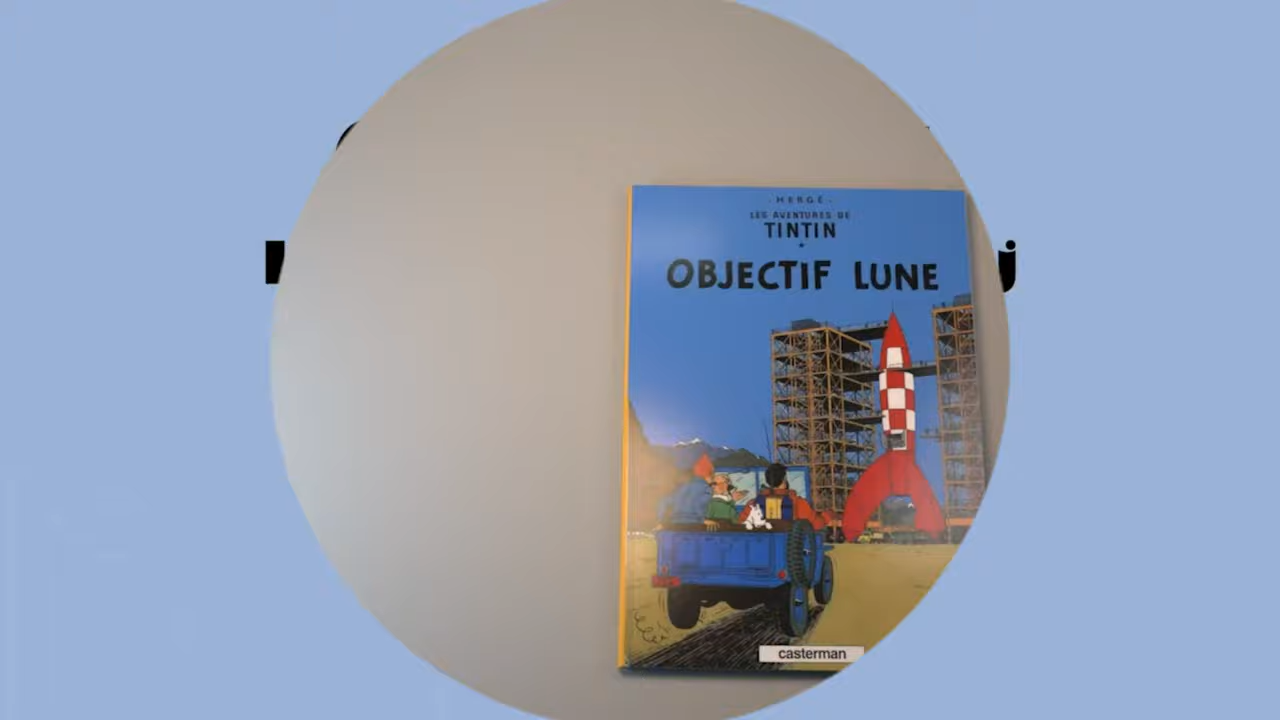 · HERGÉ ·
LES AVENTURES DE
TINTIN
OBJECTIF LUNE
casterman